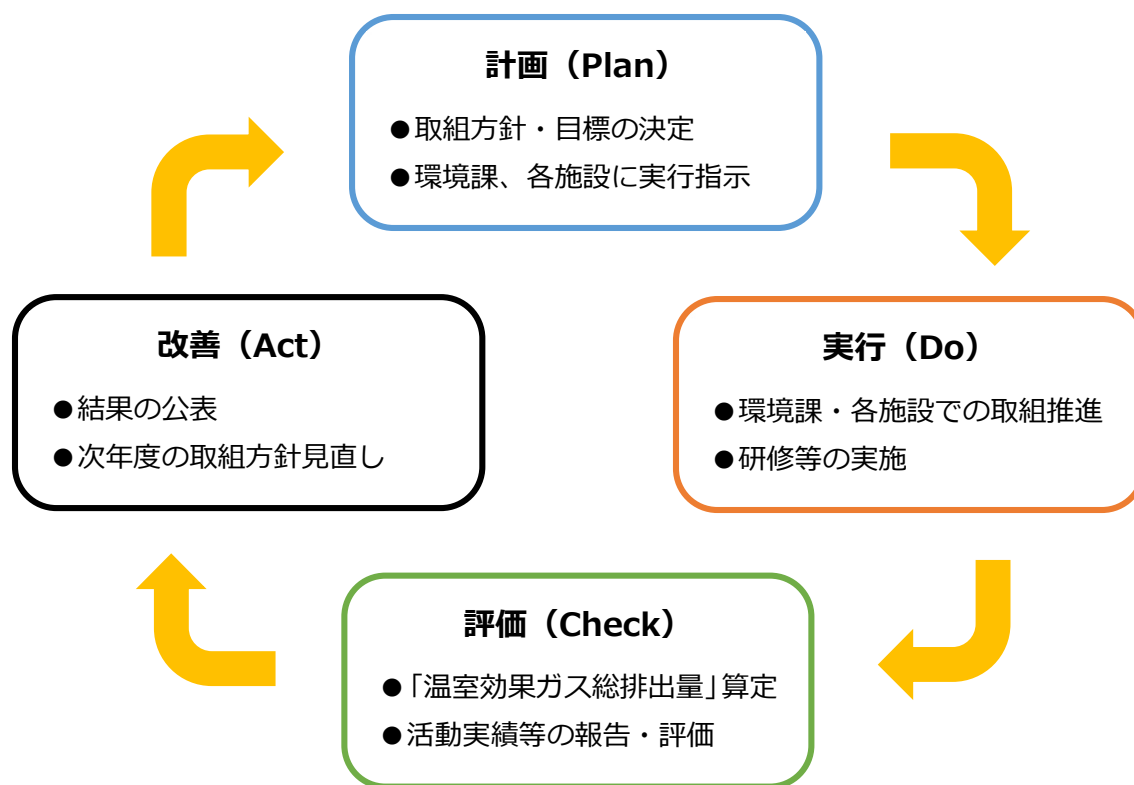 計画（Plan）
●取組方針・目標の決定
●環境課、各施設に実行指示
改善（Act）
●結果の公表
●次年度の取組方針見直し
実行（Do）
●環境課・各施設での取組推進
●研修等の実施
評価（Check）
●「温室効果ガス総排出量」算定
●活動実績等の報告・評価